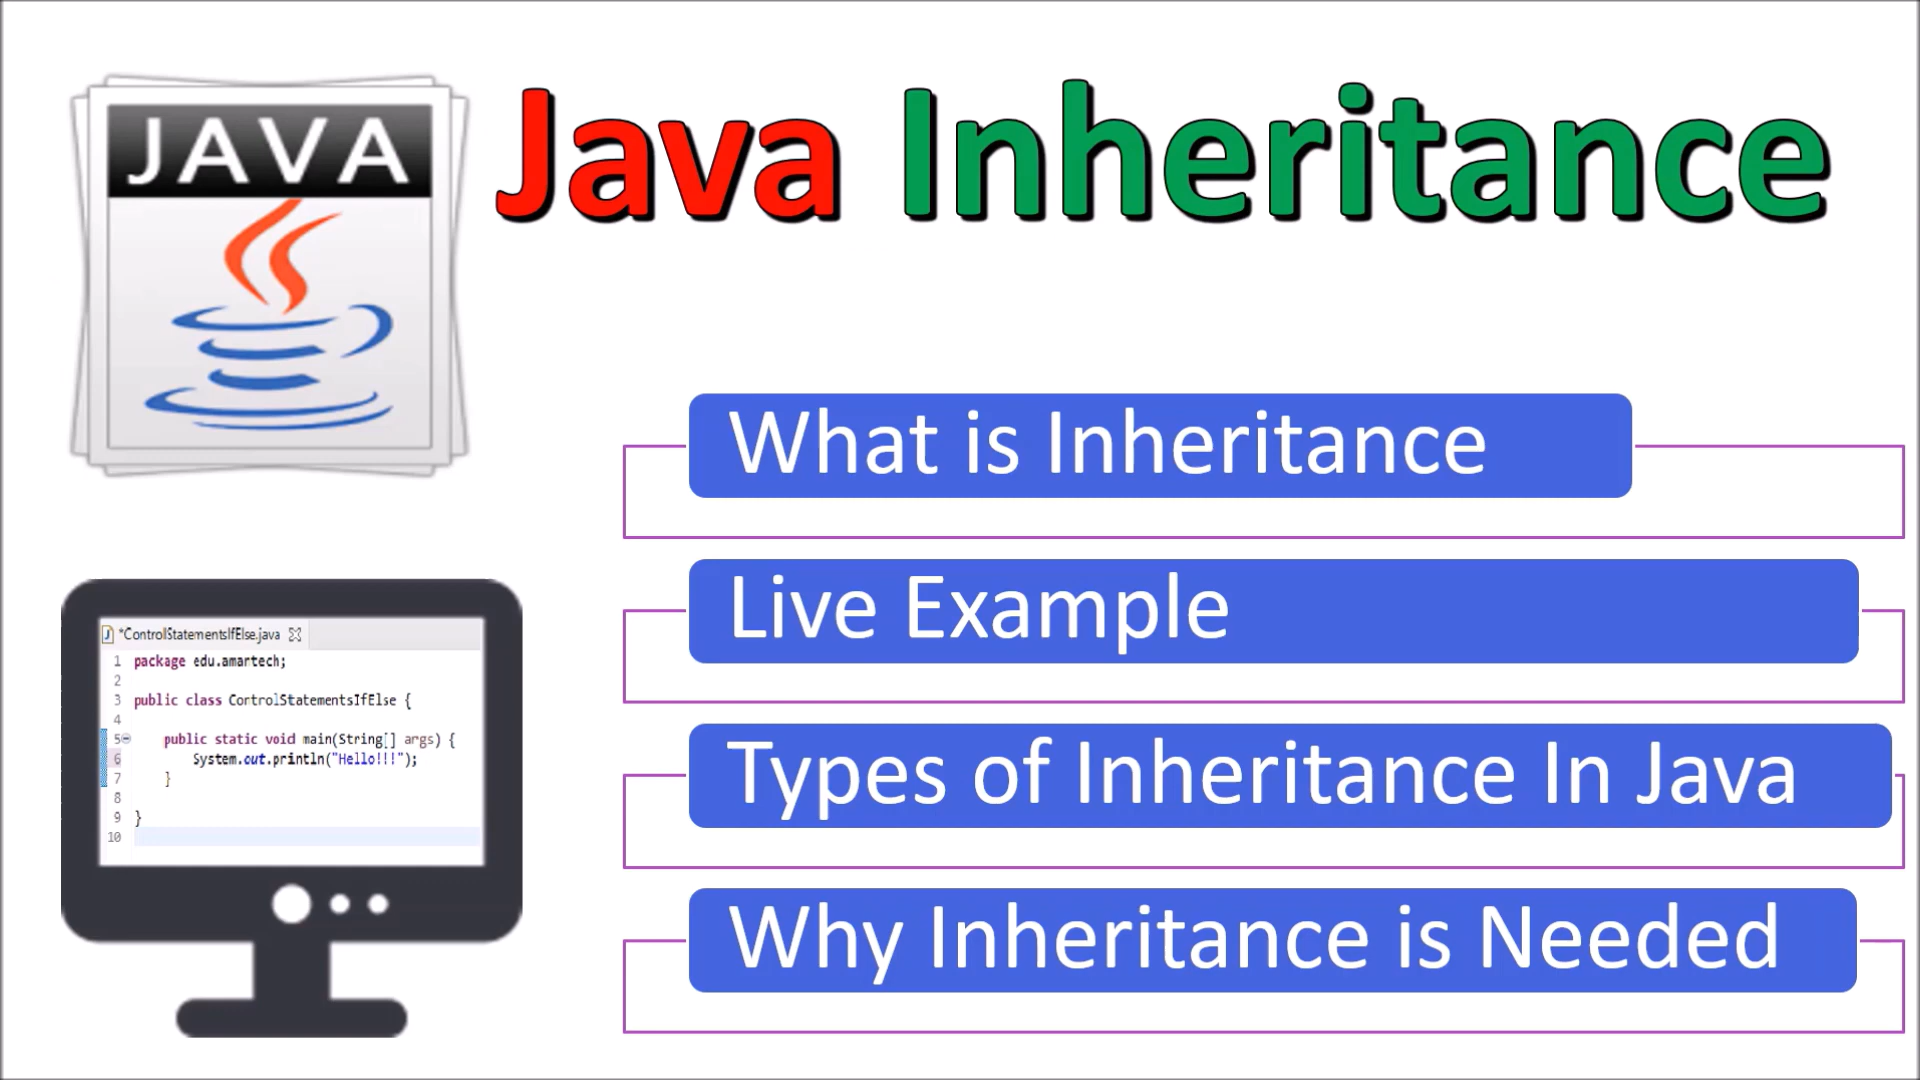 JAVA
Java Inheritance
What is Inheritance
Live Example
Types of Inheritance In Java
Why Inheritance is Needed
*ControlStatementsIfElse.java
1 package edu.amartech;
2
3 public class ControlStatementsIfElse {
4
5 public static void main(String[] args) {
6 System.out.println("Hello!!!");
7 }
8
9 }
10